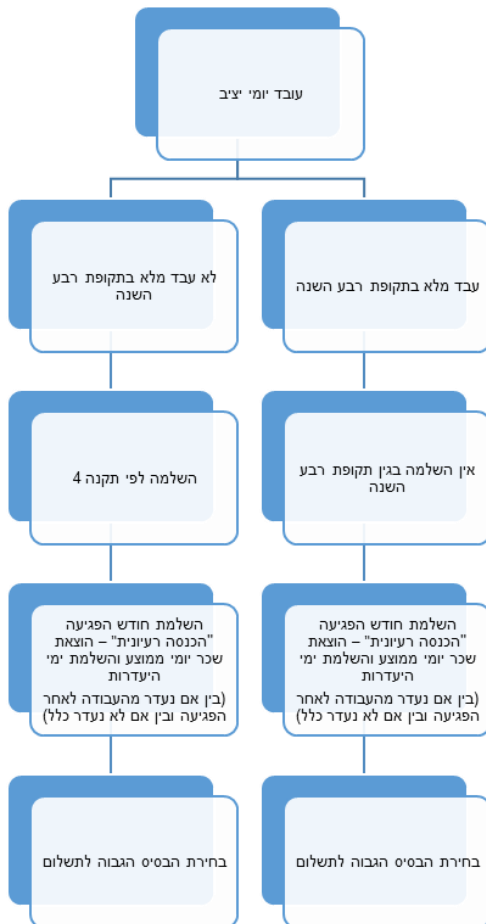 עובד יומי יציב
עבד מלא בתקופת רבע השנה
לא עבד מלא בתקופת רבע
השנה
אין השלמה בגין תקופת רבע
השנה
השלמה לפי תקנה 4
השלמת חודש הפגיעה
"הכנסה רעיונית" – הוצאת
שכר יומי ממוצע והשלמת ימי
היעדרות
(בין אם נעדר מהעבודה לאחר
הפגיעה ובין אם לא נעדר כלל)
השלמת חודש הפגיעה
"הכנסה רעיונית" – הוצאת
שכר יומי ממוצע והשלמת ימי
היעדרות
(בין אם נעדר מהעבודה לאחר
הפגיעה ובין אם לא נעדר כלל)
בחירת הבסיס הגבוה לתשלום
בחירת הבסיס הגבוה לתשלום